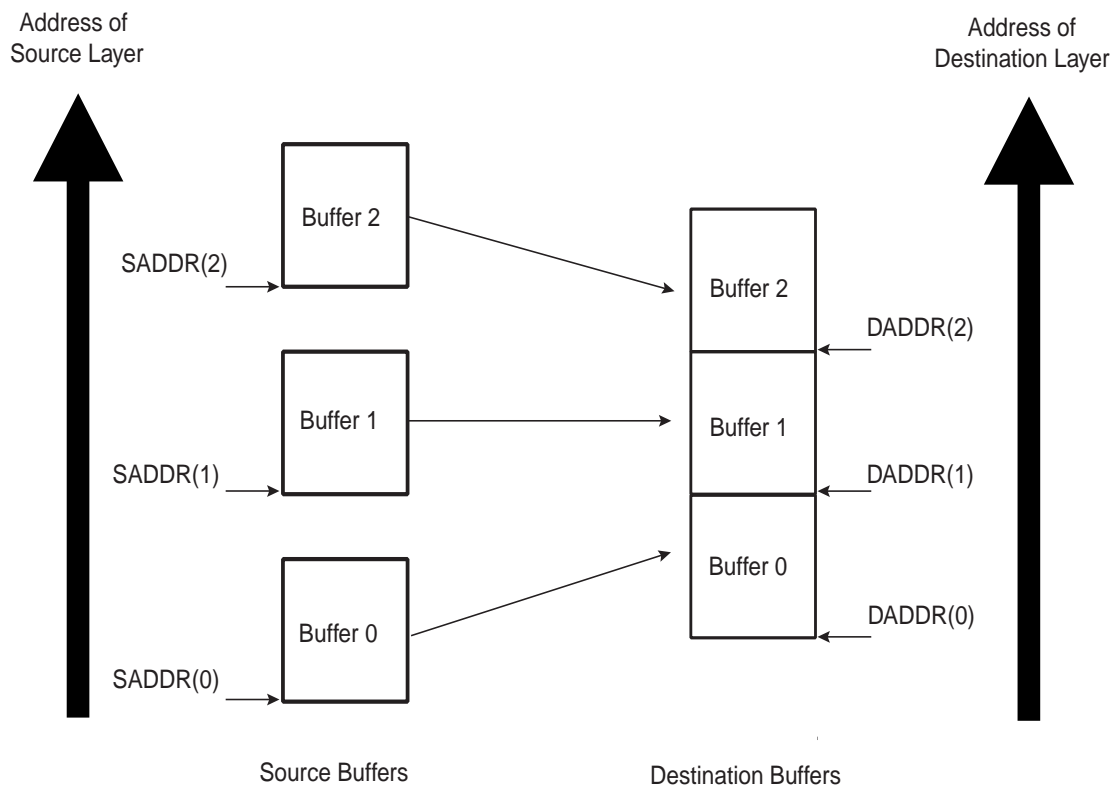 Address of
Source Layer
Address of
Destination Layer
Buffer 2
SADDR(2)
Buffer 2
DADDR(2)
Buffer 1
Buffer 1
SADDR(1)
DADDR(1)
Buffer 0
Buffer 0
DADDR(0)
SADDR(0)
Source Buffers
Destination Buffers